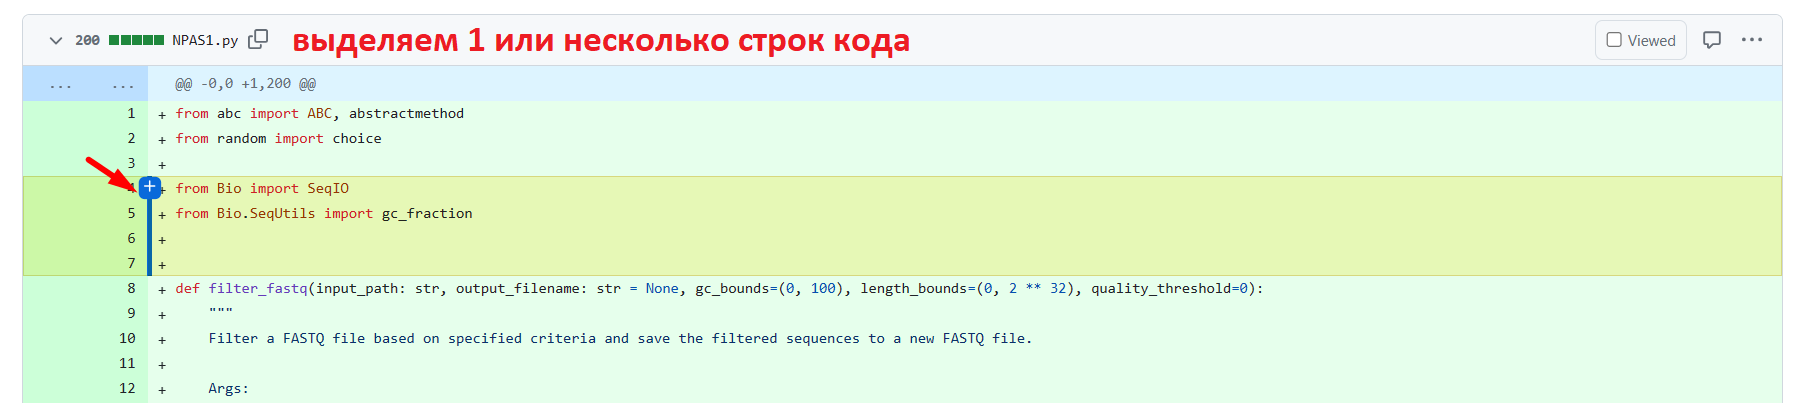 200 NPAS1.py выделяем 1 или несколько строк кода Viewed ...
... ... @@ -0,0 +1,200 @@
1 + from abc import ABC, abstractmethod
2 + from random import choice
3 +
4 + from Bio import SeqIO
5 + from Bio.SeqUtils import gc_fraction
6 +
7 +
8 + def filter_fastq(input_path: str, output_filename: str = None, gc_bounds=(0, 100), length_bounds=(0, 2 ** 32), quality_threshold=0):
9 + """
10 + Filter a FASTQ file based on specified criteria and save the filtered sequences to a new FASTQ file.
11 +
12 + Args: